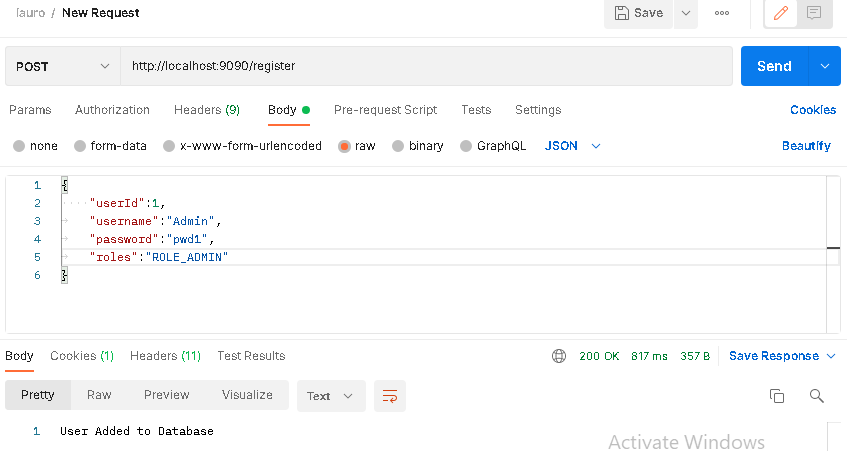 Tauro / New Request
Save
POST http://localhost:9090/register Send
Params Authorization Headers (9) Body Pre-request Script Tests Settings Cookies
none form-data x-www-form-urlencoded raw binary GraphQL JSON Beautify
1 {
2 "userId":1,
3 "username":"Admin",
4 "password":"pwd1",
5 "roles":"ROLE_ADMIN"
6 }
Body Cookies (1) Headers (11) Test Results 200 OK 817 ms 357 B Save Response
Pretty Raw Preview Visualize Text
1 User Added to Database
Activate Windows